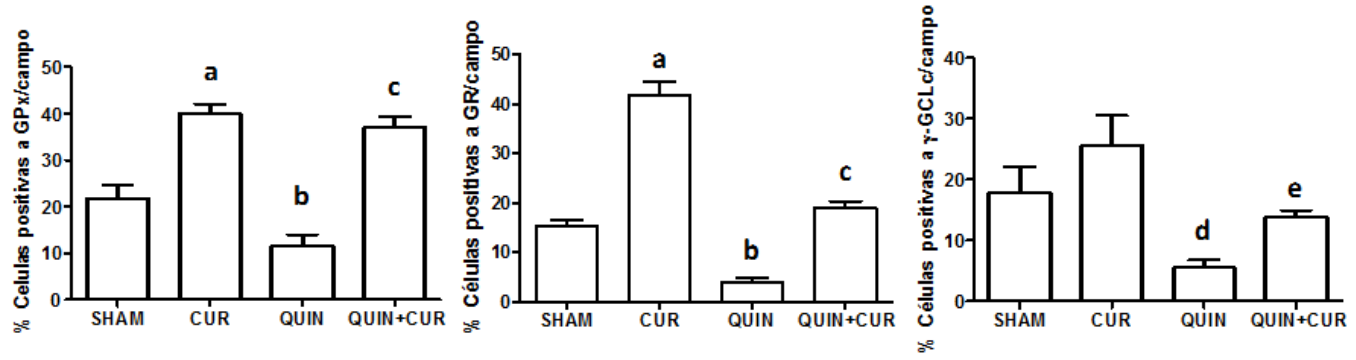 % Celulas positivas a GPx/campo
50
40
30
20
10
0
a
b
c
SHAM
CUR
QUIN
QUIN+CUR
% Células positivas a GR/campo
50
40
30
20
10
0
a
b
c
SHAM
CUR
QUIN
QUIN+CUR
% Células positivas a γ-GCLc/campo
40
30
20
10
0
d
e
SHAM
CUR
QUIN
QUIN+CUR